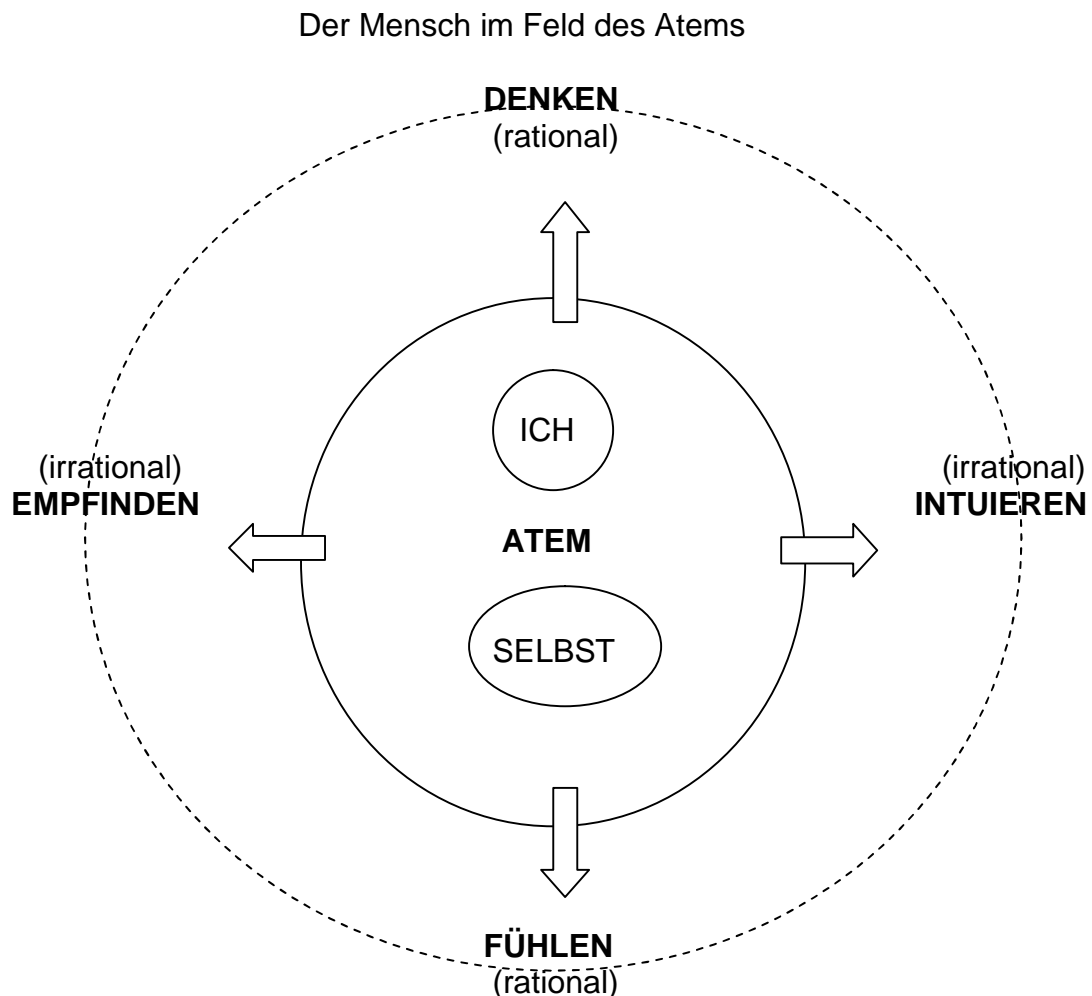 Der Mensch im Feld des Atems
DENKEN
(rational)
ICH
(irrational)
EMPFINDEN
(irrational)
INTUIEREN
ATEM
SELBST
FÜHLEN
(rational)